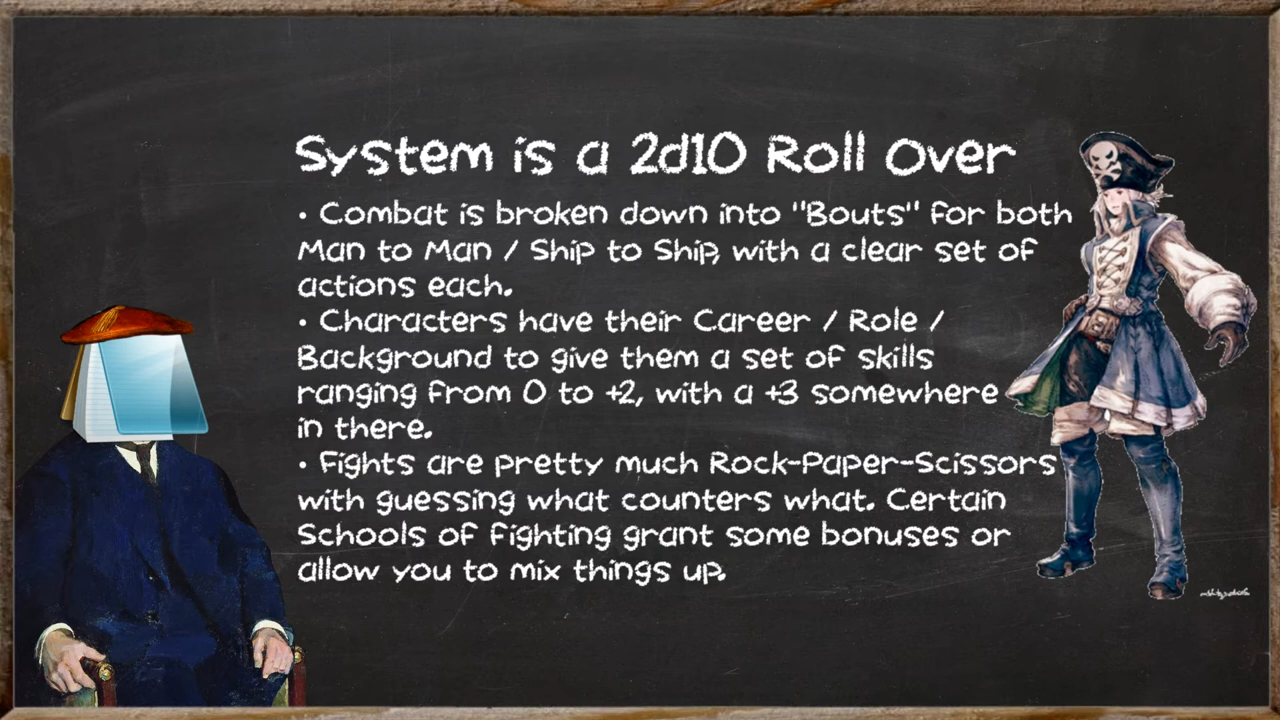 System is a 2d10 Roll Over
• Combat is broken down into "Bouts" for both
Man to Man / Ship to Ship, with a clear set of
actions each.
• Characters have their Career / Role /
Background to give them a set of skills
ranging from 0 to +2, with a +3 somewhere
in there.
• Fights are pretty much Rock-Paper-Scissors
with guessing what counters what. Certain
Schools of fighting grant some bonuses or
allow you to mix things up.